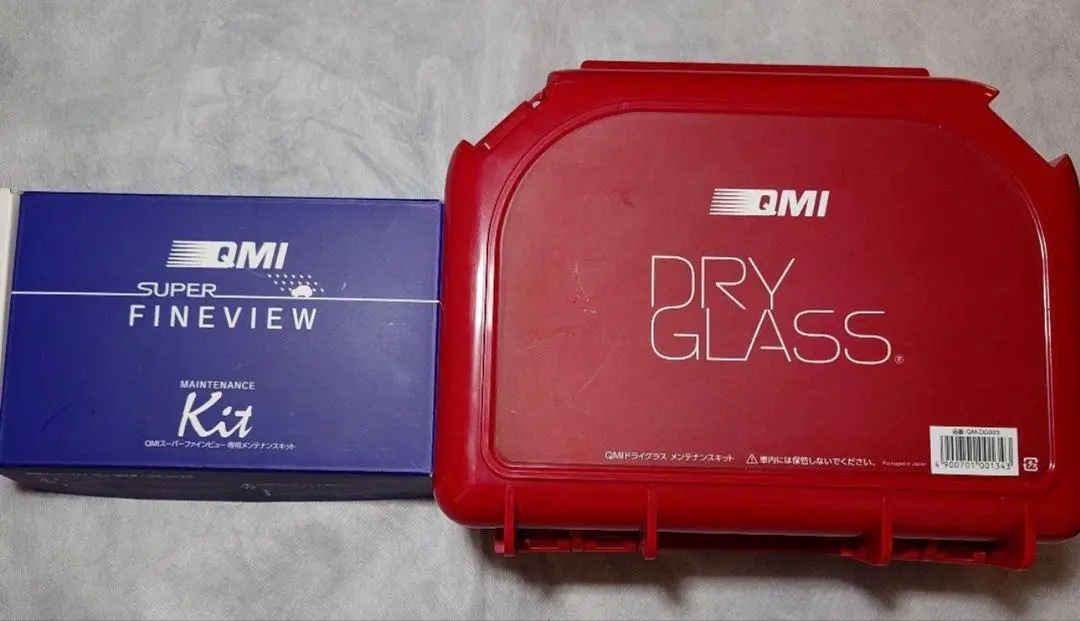 QMI
SUPER
FINEVIEW
MAINTENANCE
Kit
QMIスーパーファインビュー 専用メンテナンスキット
QMI
DRY
GLASS
品番:QM-DG003
4 900701 001343
QMIドライグラス メンテナンスキット ⚠車内には保管しないでください。 Packaged in Japan